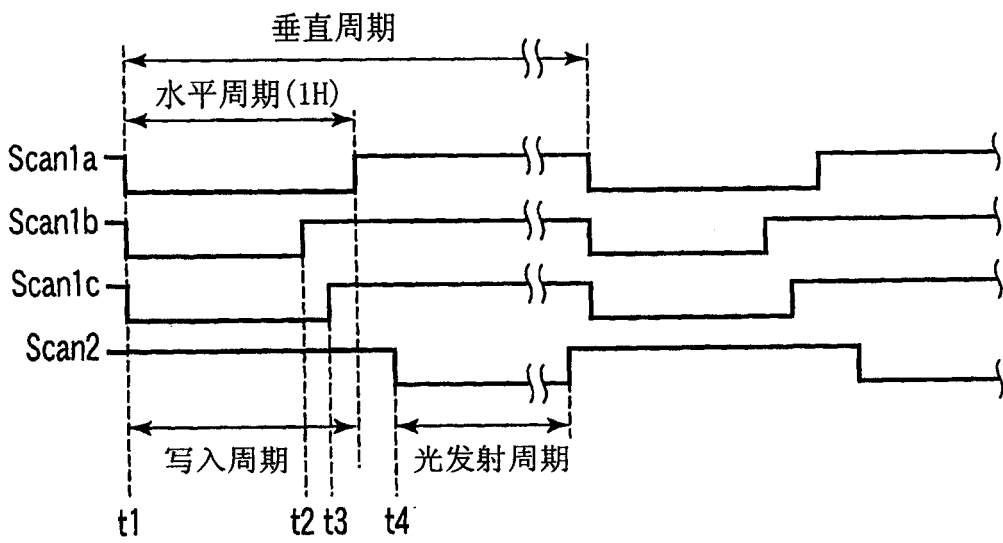 垂直周期
水平周期(1H)
Scan1a
Scan1b
Scan1c
Scan2
写入周期
光发射周期
t1
t2
t3
t4